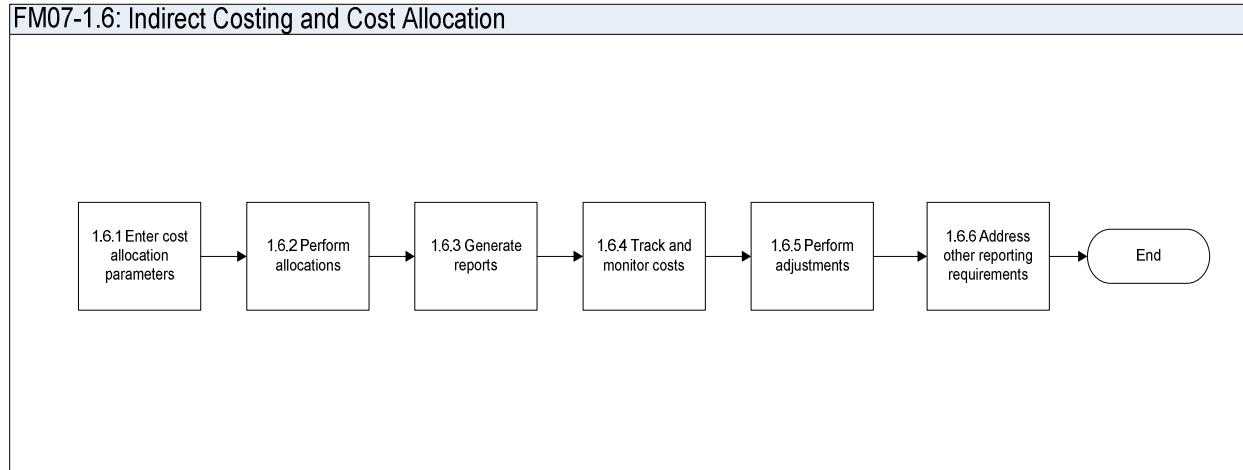 FM07-1.6: Indirect Costing and Cost Allocation
1.6.1 Enter cost
allocation
parameters
1.6.2 Perform
allocations
1.6.3 Generate
reports
1.6.4 Track and
monitor costs
1.6.5 Perform
adjustments
1.6.6 Address
other reporting
requirements
End